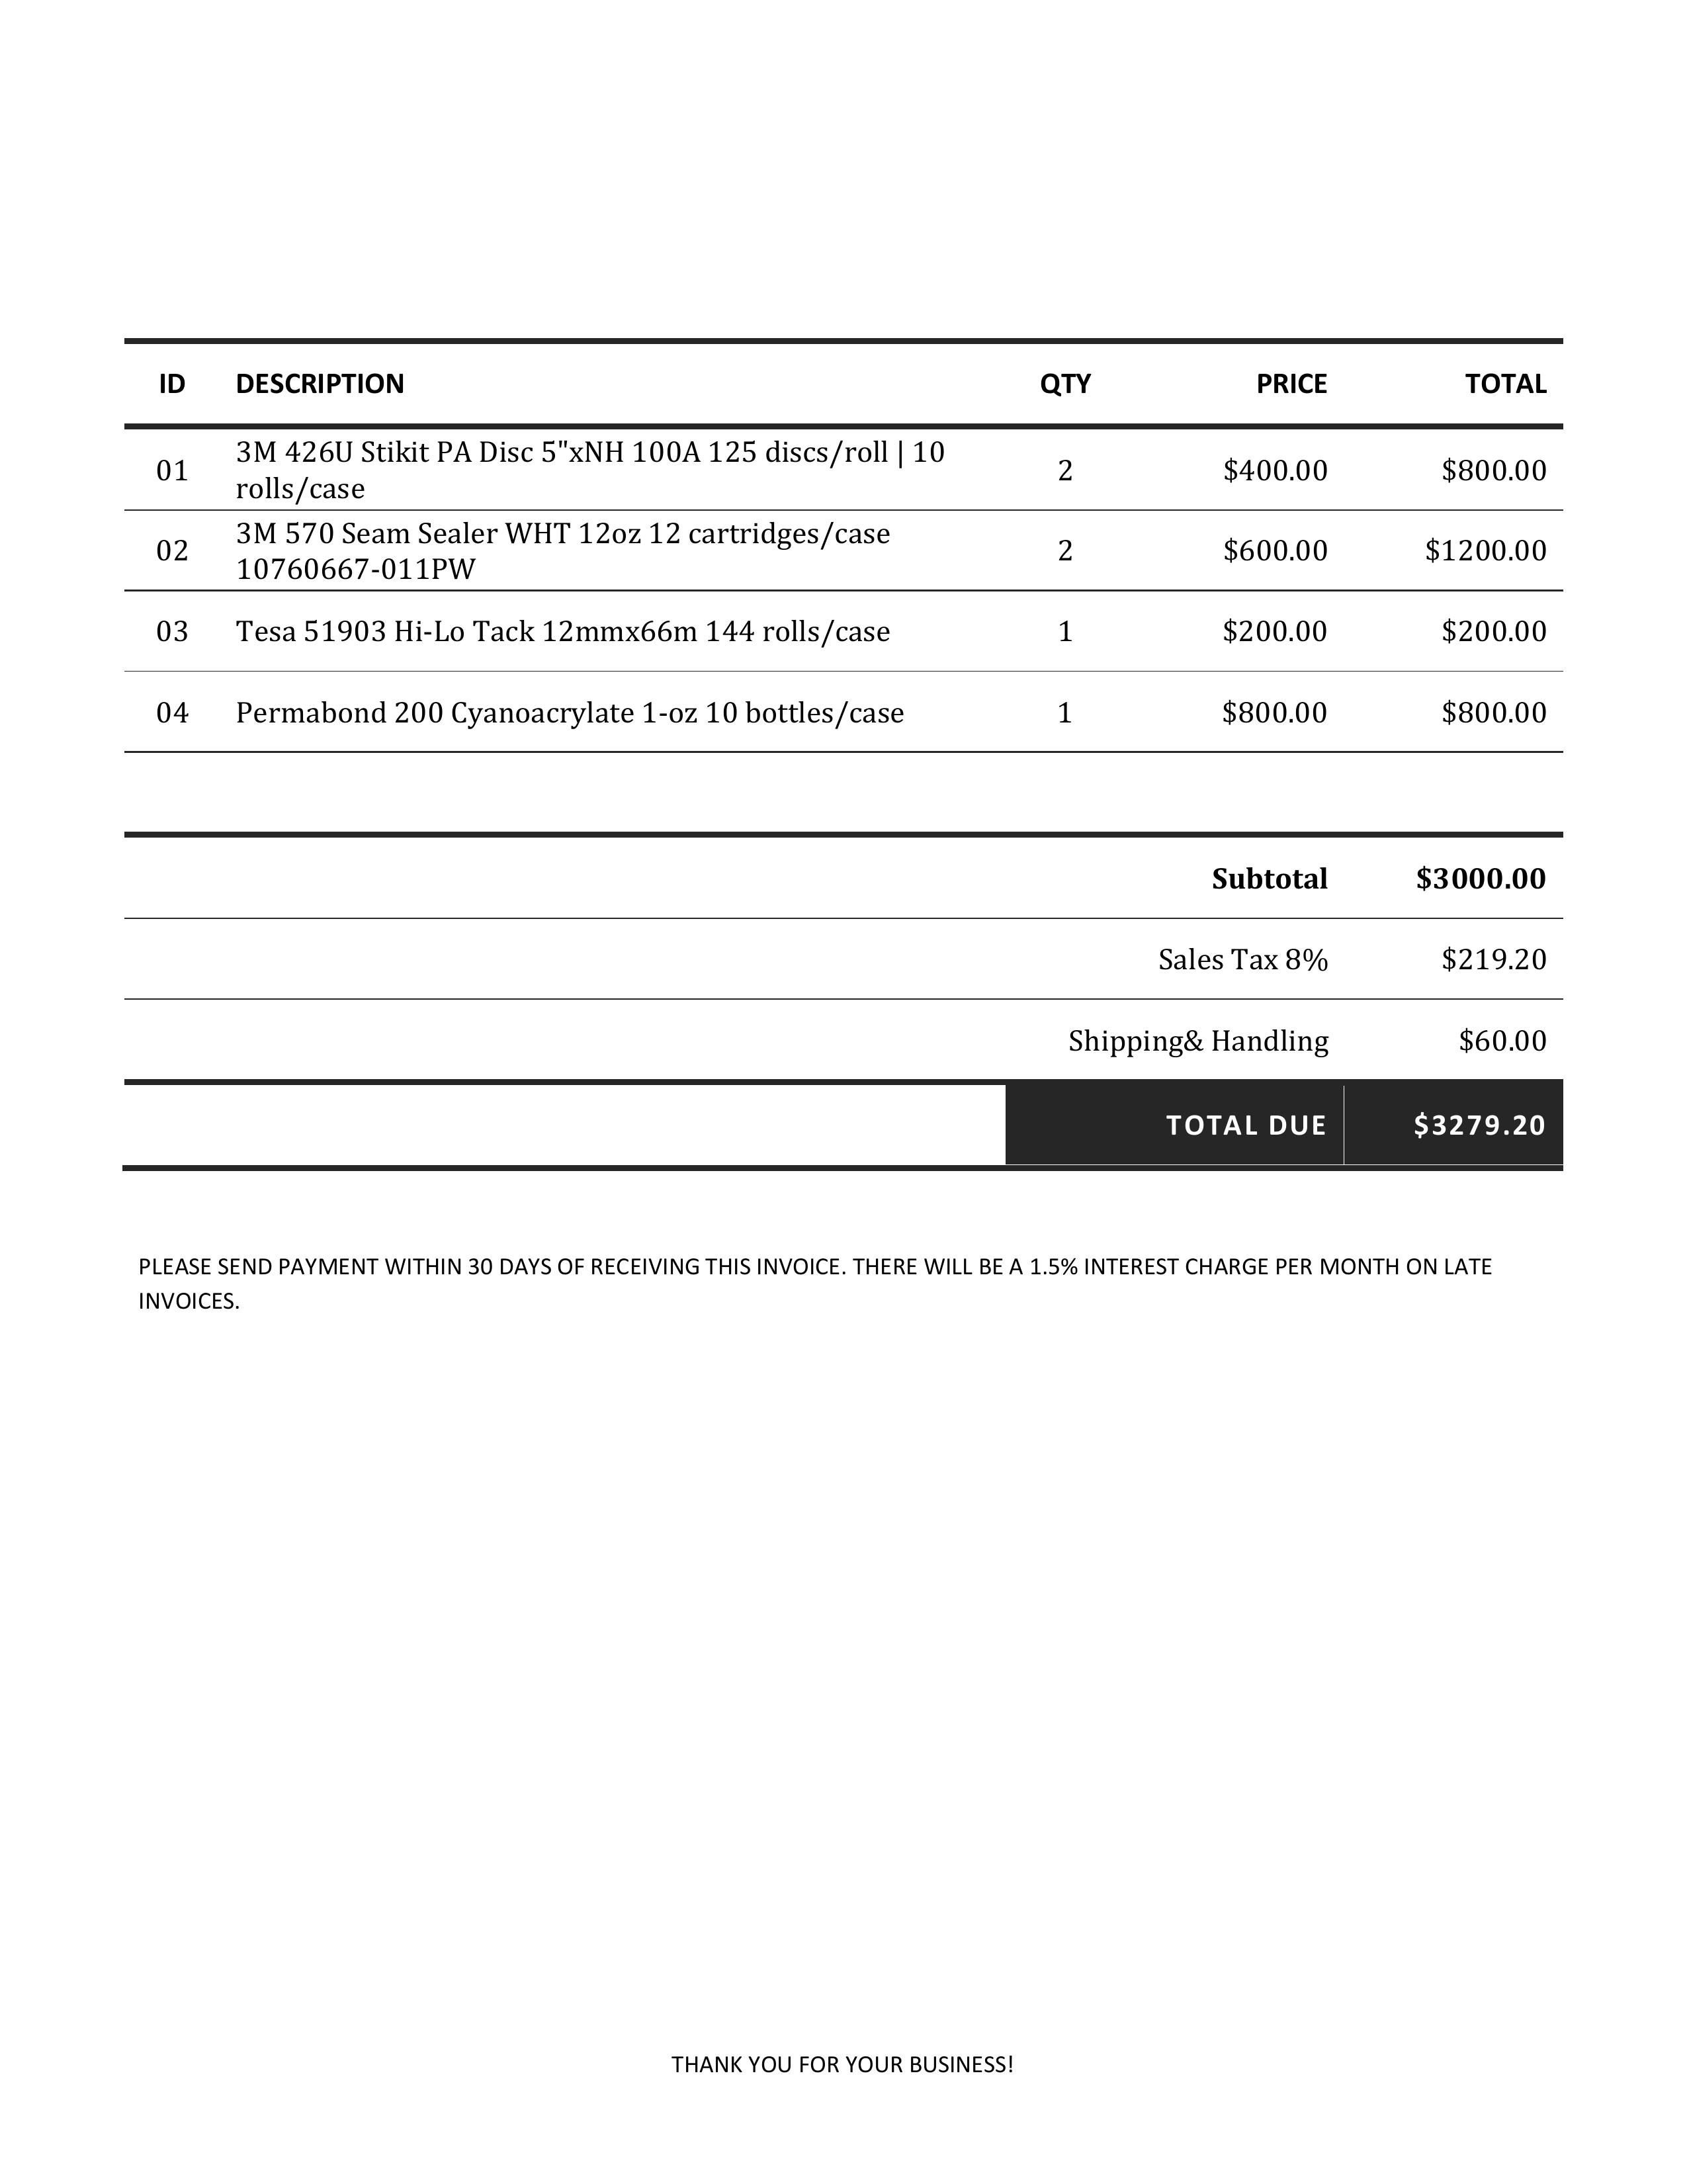 ID DESCRIPTION QTY PRICE TOTAL
01 3M 426U Stikit PA Disc 5"xNH 100A 125 discs/roll | 10
rolls/case 2 $400.00 $800.00
02 3M 570 Seam Sealer WHT 12oz 12 cartridges/case
10760667-011PW 2 $600.00 $1200.00
03 Tesa 51903 Hi-Lo Tack 12mmx66m 144 rolls/case 1 $200.00 $200.00
04 Permabond 200 Cyanoacrylate 1-oz 10 bottles/case 1 $800.00 $800.00
Subtotal $3000.00
Sales Tax 8% $219.20
Shipping& Handling $60.00
TOTAL DUE $3279.20
PLEASE SEND PAYMENT WITHIN 30 DAYS OF RECEIVING THIS INVOICE. THERE WILL BE A 1.5% INTEREST CHARGE PER MONTH ON LATE
INVOICES.
THANK YOU FOR YOUR BUSINESS!